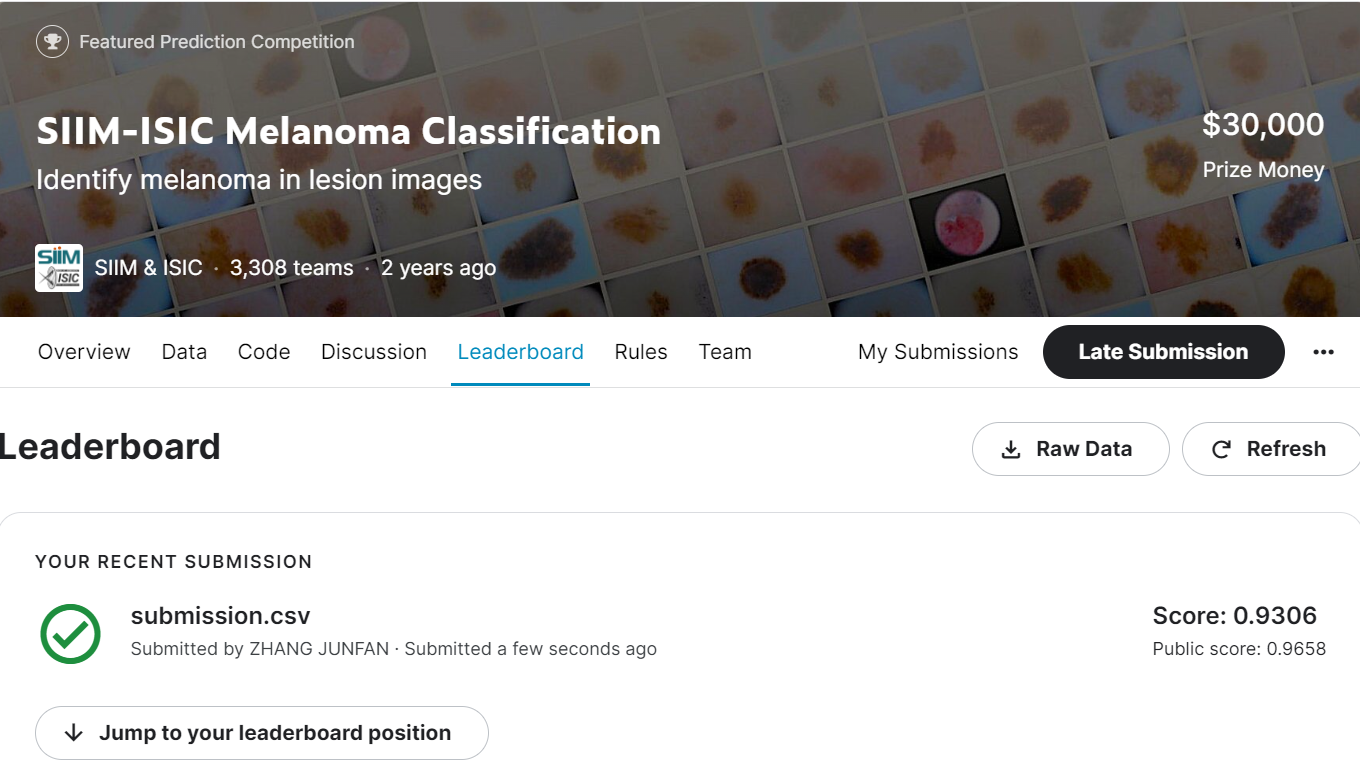 Featured Prediction Competition
SIIM-ISIC Melanoma Classification
$30,000
Identify melanoma in lesion images
Prize Money
SiiM
ISIC
SIIM & ISIC · 3,308 teams · 2 years ago
Overview Data Code Discussion Leaderboard Rules Team My Submissions Late Submission
Leaderboard
Raw Data Refresh
YOUR RECENT SUBMISSION
submission.csv
Score: 0.9306
Submitted by ZHANG JUNFAN · Submitted a few seconds ago
Public score: 0.9658
Jump to your leaderboard position